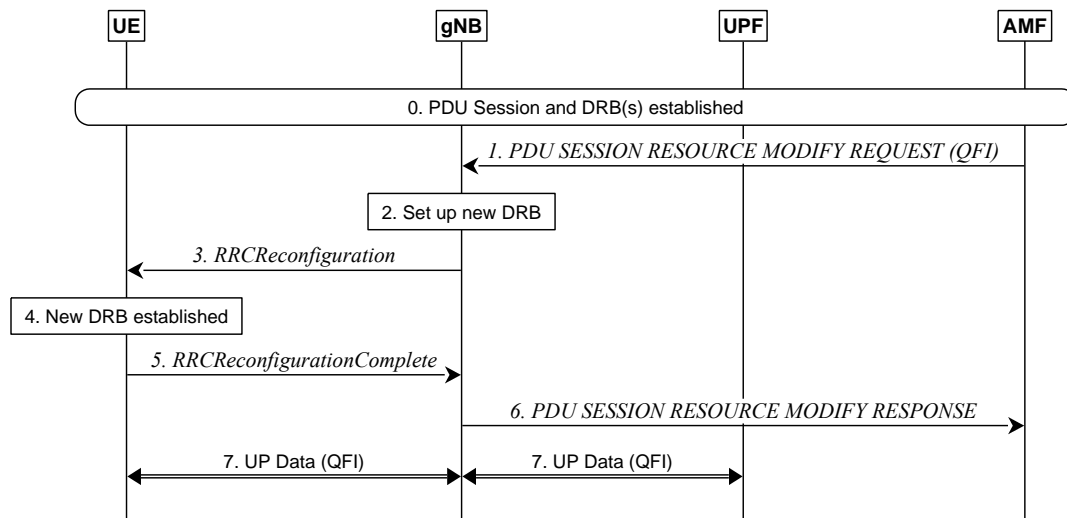 UE
gNB
UPF
AMF
0. PDU Session and DRB(s) established
1. PDU SESSION RESOURCE MODIFY REQUEST (QFI)
2. Set up new DRB
3. RRCReconfiguration
4. New DRB established
5. RRCReconfigurationComplete
6. PDU SESSION RESOURCE MODIFY RESPONSE
7. UP Data (QFI)
7. UP Data (QFI)